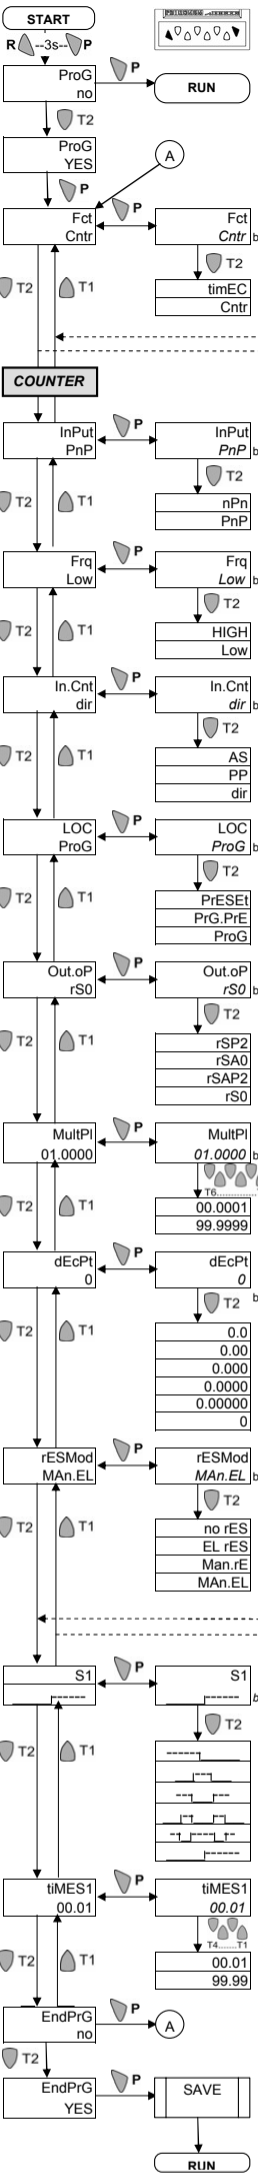 START
R --3s-- P
ProG
no
P
RUN
T2
ProG
YES
P
A
Fct
Cntr
P
Fct
Cntr
b
T2
T1
T2
timEC
Cntr
COUNTER
InPut
PnP
P
InPut
PnP
b
T2
T1
T2
nPn
PnP
Frq
Low
P
Frq
Low
b
T2
T1
T2
HIGH
Low
In.Cnt
dir
P
In.Cnt
dir
b
T2
T1
T2
AS
PP
dir
LOC
ProG
P
LOC
ProG
b
T2
T1
T2
PrESEt
PrG.PrE
ProG
Out.oP
rS0
P
Out.oP
rS0
b
T2
T1
T2
rSP2
rSA0
rSAP2
rS0
MultPl
01.0000
P
MultPl
01.0000
b
T2
T1
T6
00.0001
99.9999
dEcPt
0
P
dEcPt
0
b
T2
T1
T2
0.0
0.00
0.000
0.0000
0.00000
0
rESMod
MAn.EL
P
rESMod
MAn.EL
b
T2
T1
T2
no rES
EL rES
Man.rE
MAn.EL
S1
P
S1
b
T2
T1
T2
tiMES1
00.01
P
tiMES1
00.01
T2
T1
T4.......T1
00.01
99.99
EndPrG
no
P
A
T2
EndPrG
YES
P
SAVE
RUN